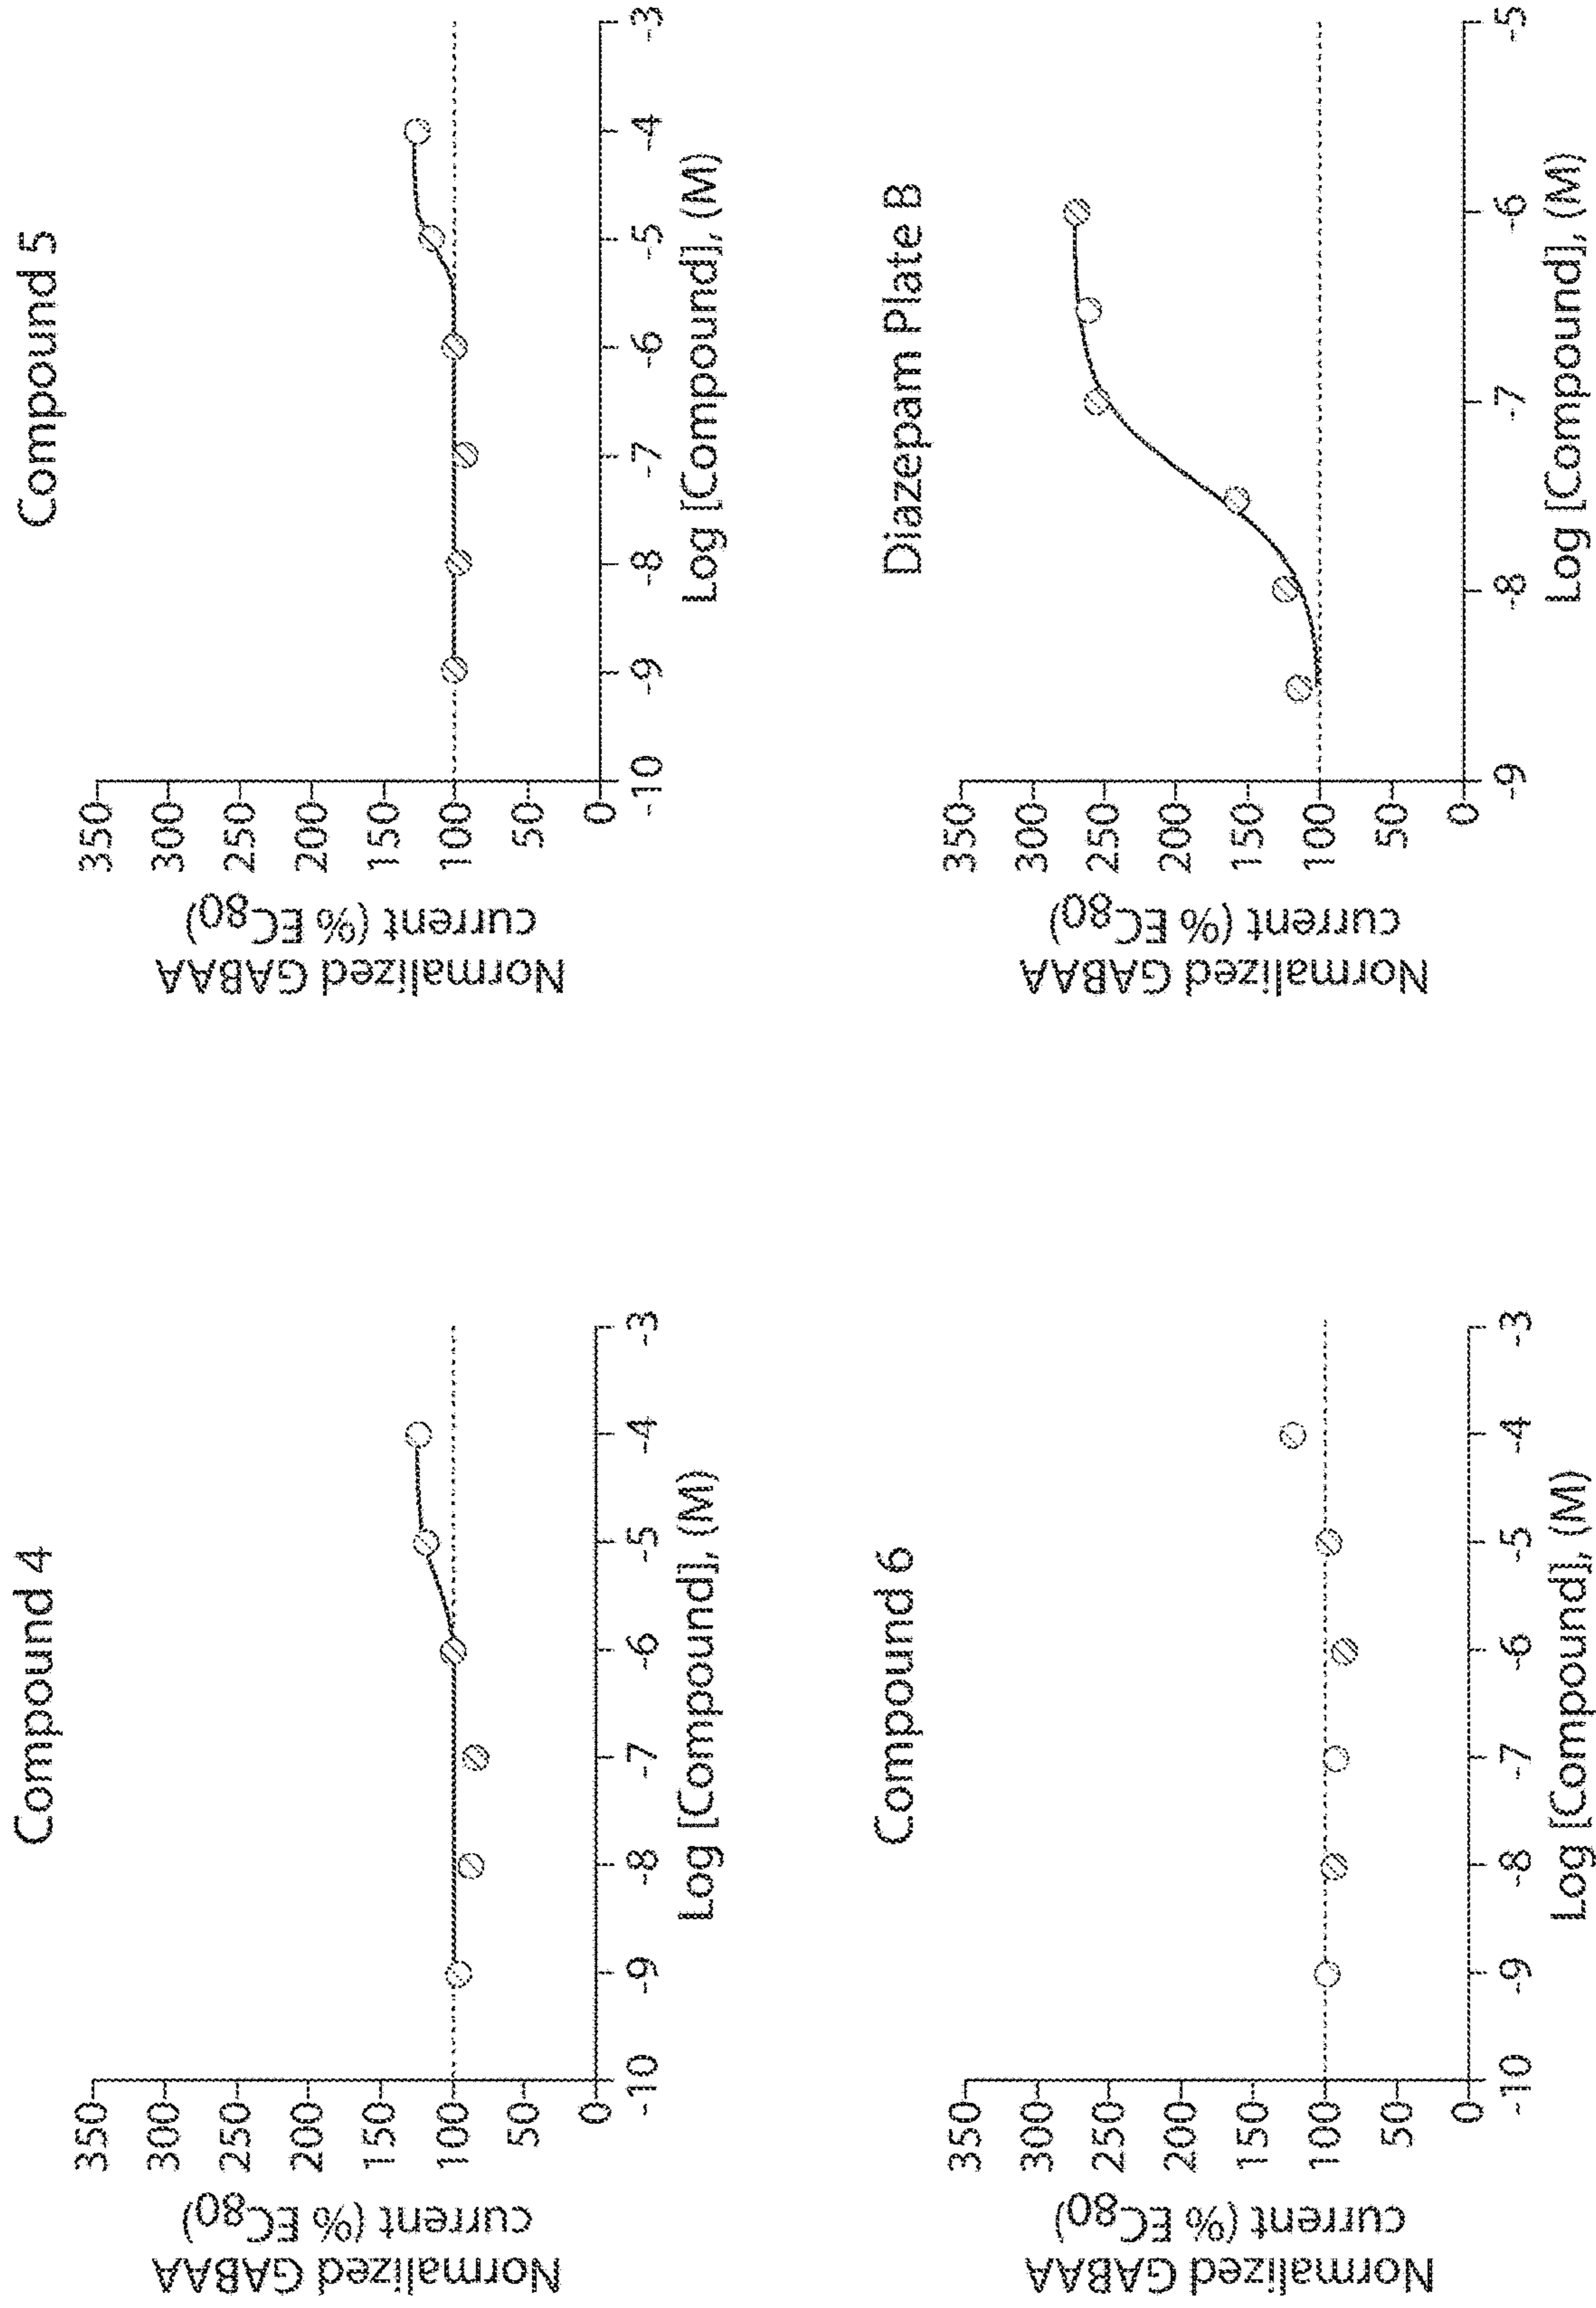 Compound 4
Normalized GABAA
current (% EC80)
350
300
250
200
150
100
50
0
-10 -9 -8 -7 -6 -5 -4 -3
Log [Compound], (M)
Compound 5
Normalized GABAA
current (% EC80)
350
300
250
200
150
100
50
0
-10 -9 -8 -7 -6 -5 -4 -3
Log [Compound], (M)
Compound 6
Normalized GABAA
current (% EC80)
350
300
250
200
150
100
50
0
-10 -9 -8 -7 -6 -5 -4 -3
Log [Compound], (M)
Diazepam Plate B
Normalized GABAA
current (% EC80)
350
300
250
200
150
100
50
0
-9 -8 -7 -6 -5
Log [Compound], (M)